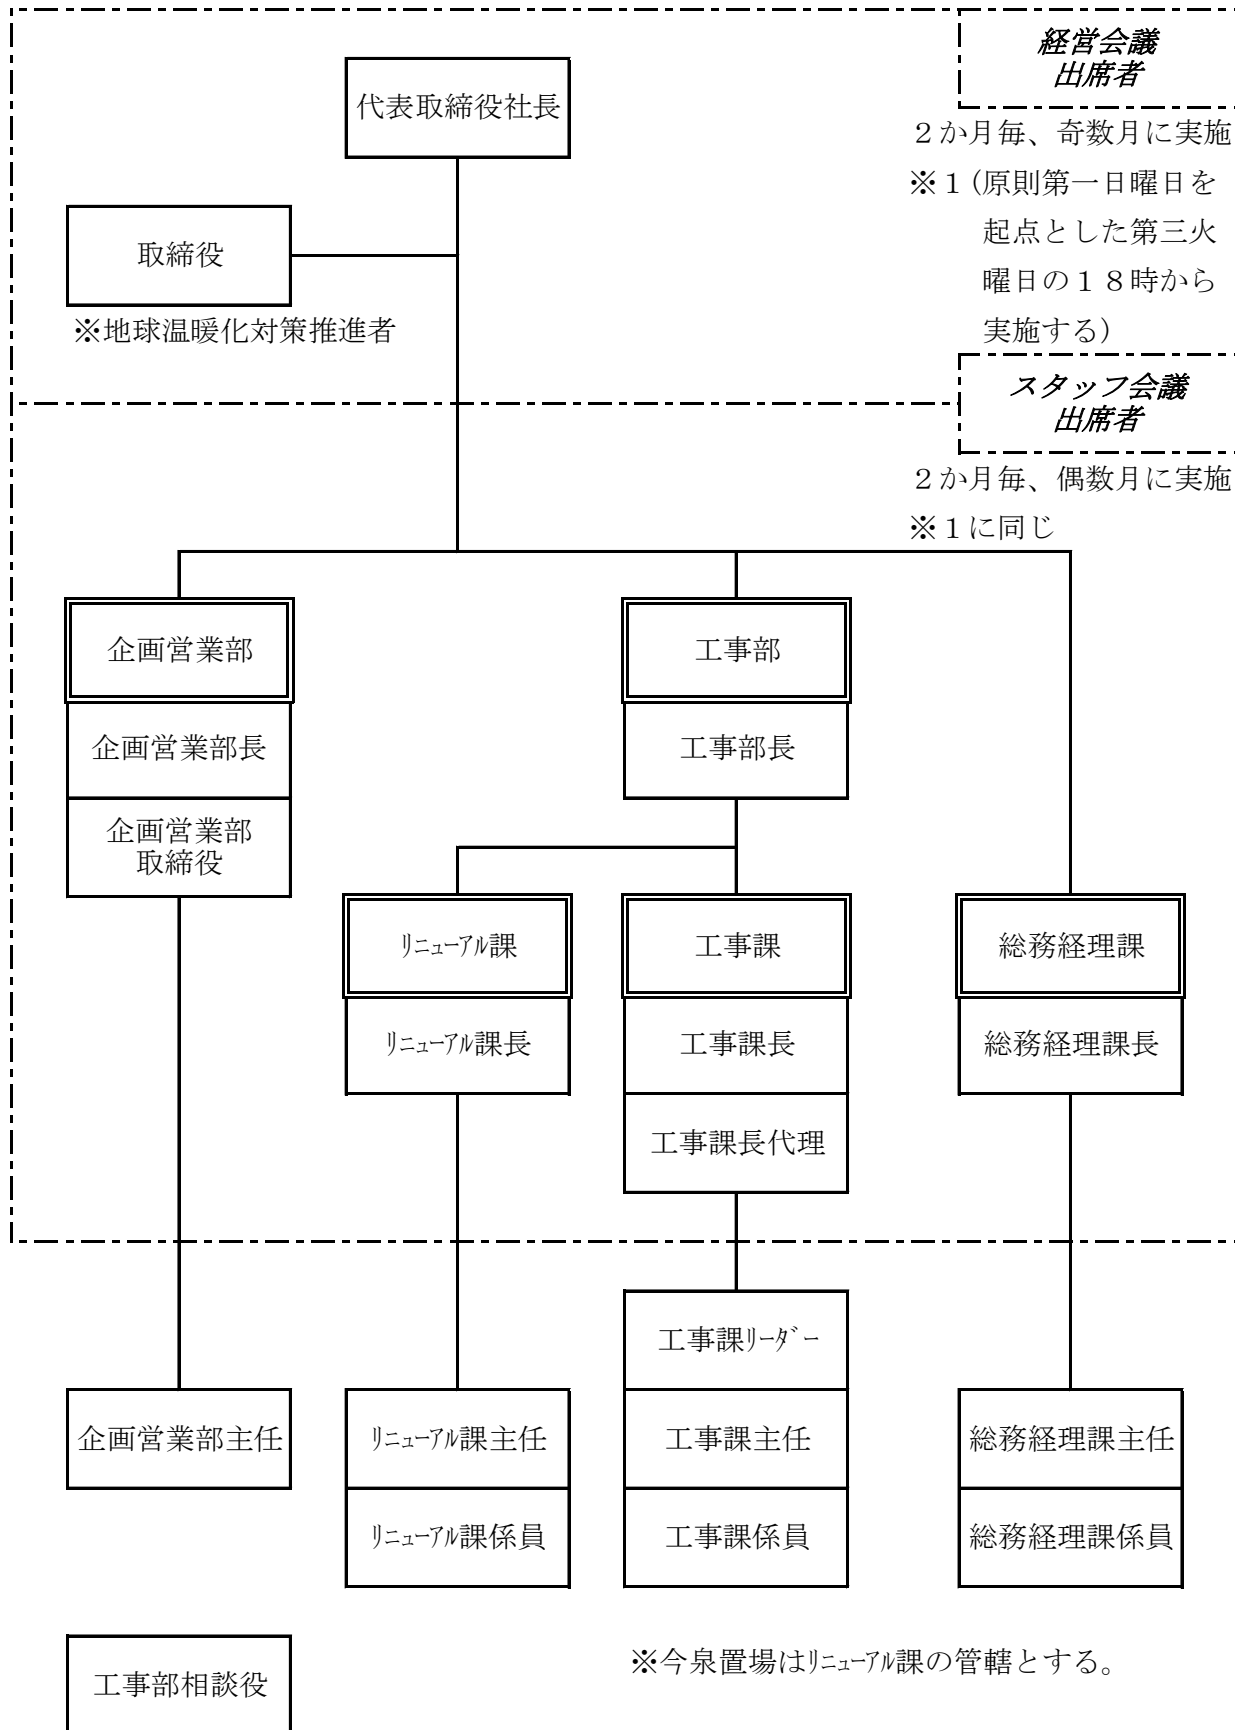 経営会議
出席者
代表取締役社長
２か月毎、奇数月に実施
※１(原則第一日曜日を
起点とした第三火
曜日の１８時から
実施する)
取締役
※地球温暖化対策推進者
スタッフ会議
出席者
２か月毎、偶数月に実施
※１に同じ
企画営業部
工事部
企画営業部長
工事部長
企画営業部
取締役
ﾘﾆｭｰｱﾙ課
工事課
総務経理課
ﾘﾆｭｰｱﾙ課長
工事課長
総務経理課長
工事課長代理
工事課ﾘｰﾀﾞｰ
企画営業部主任
ﾘﾆｭｰｱﾙ課主任
工事課主任
総務経理課主任
ﾘﾆｭｰｱﾙ課係員
工事課係員
総務経理課係員
※今泉置場はﾘﾆｭｰｱﾙ課の管轄とする。
工事部相談役